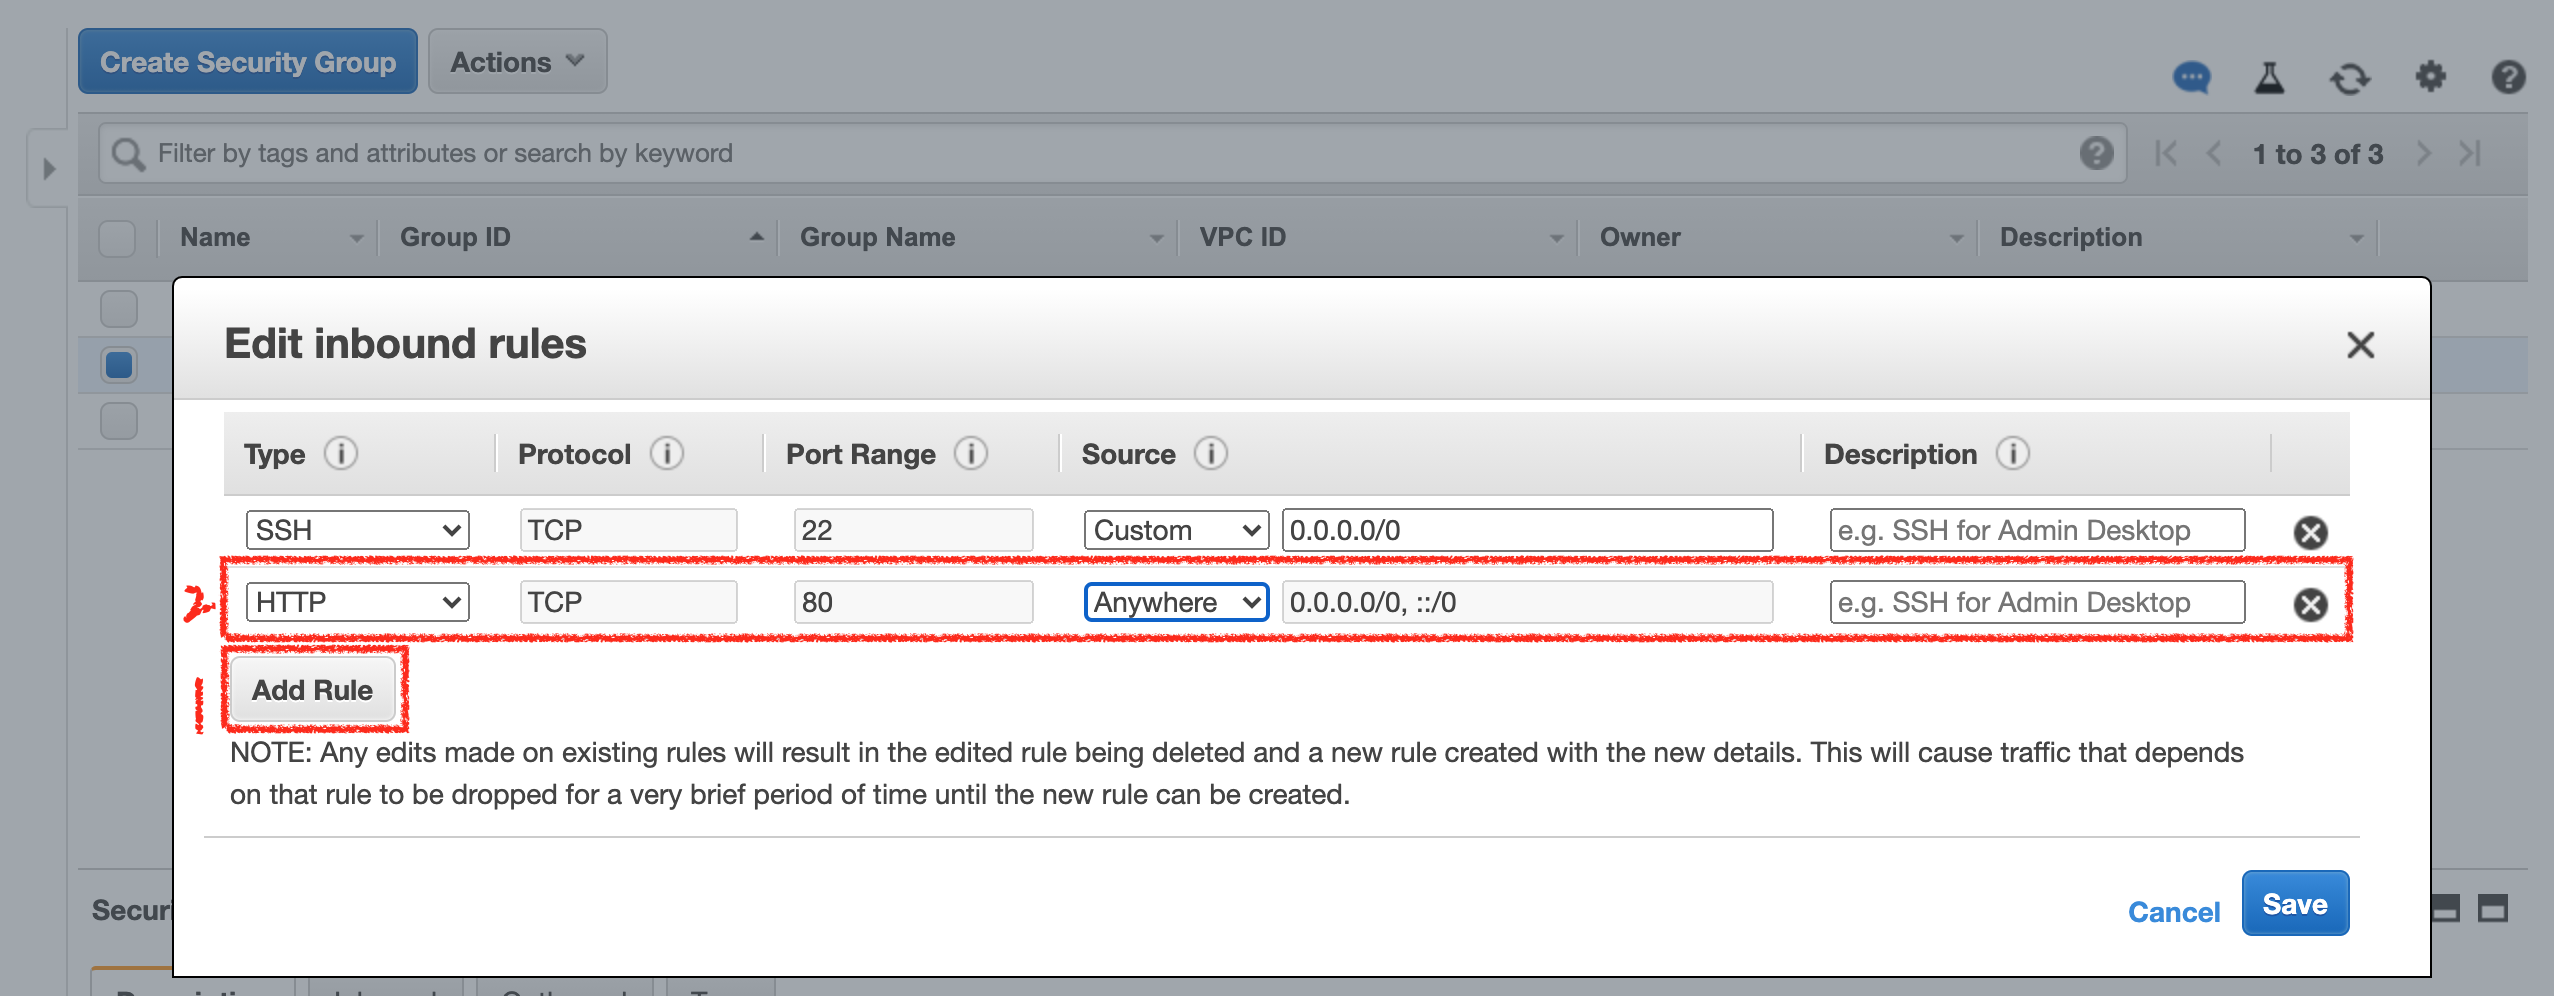 Create Security Group Actions
Filter by tags and attributes or search by keyword 1 to 3 of 3
Name Group ID Group Name VPC ID Owner Description
Edit inbound rules
Type Protocol Port Range Source Description
SSH TCP 22 Custom 0.0.0.0/0 e.g. SSH for Admin Desktop
2. HTTP TCP 80 Anywhere 0.0.0.0/0, ::/0 e.g. SSH for Admin Desktop
1 Add Rule
NOTE: Any edits made on existing rules will result in the edited rule being deleted and a new rule created with the new details. This will cause traffic that depends
on that rule to be dropped for a very brief period of time until the new rule can be created.
Securi
Cancel Save